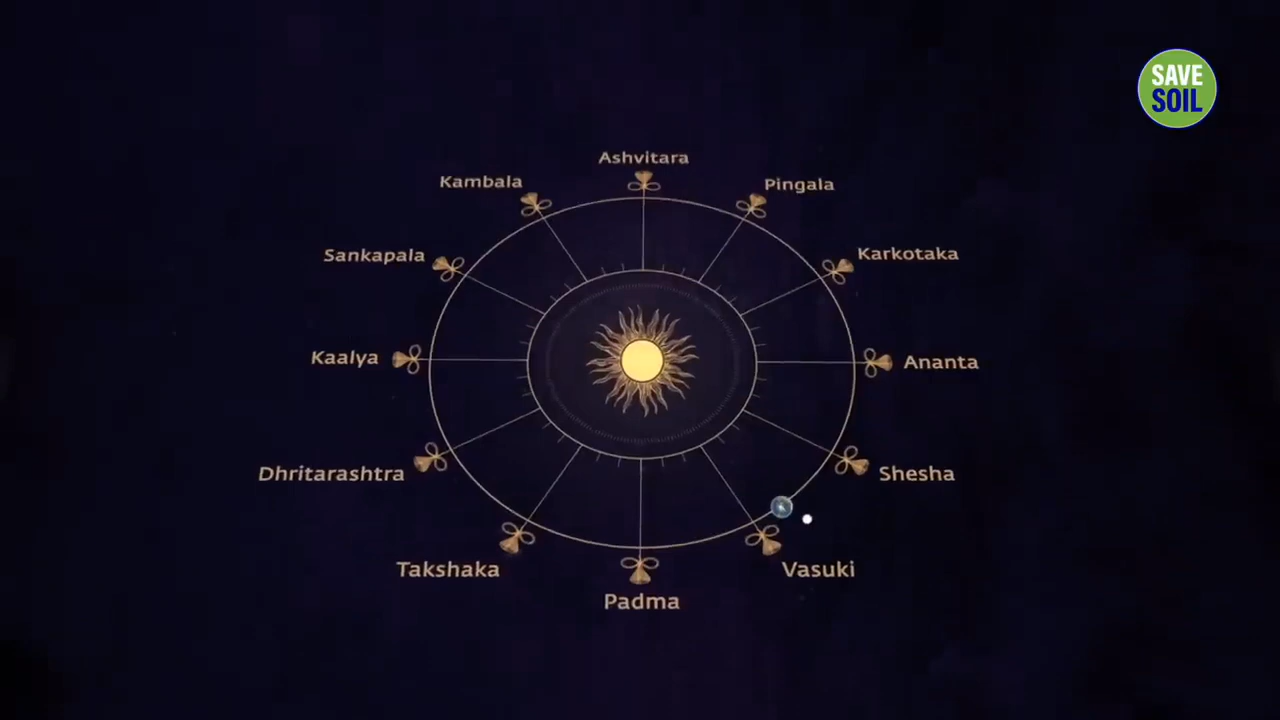 SAVE
SOIL
Ashvitara
Kambala
Pingala
Sankapala
Karkotaka
Kaalya
Ananta
Dhritarashtra
Shesha
Takshaka
Vasuki
Padma